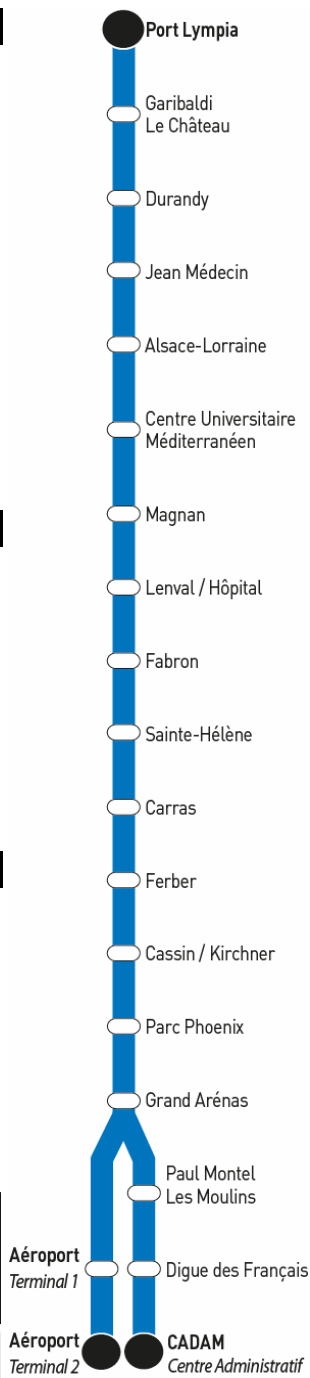 Port Lympia
Garibaldi
Le Château
Durandy
Jean Médecin
Alsace-Lorraine
Centre Universitaire
Méditerranéen
Magnan
Lenval / Hôpital
Fabron
Sainte-Hélène
Carras
Ferber
Cassin / Kirchner
Parc Phoenix
Grand Arénas
Paul Montel
Les Moulins
Aéroport
Terminal 1
Digue des Français
Aéroport
Terminal 2
CADAM
Centre Administratif